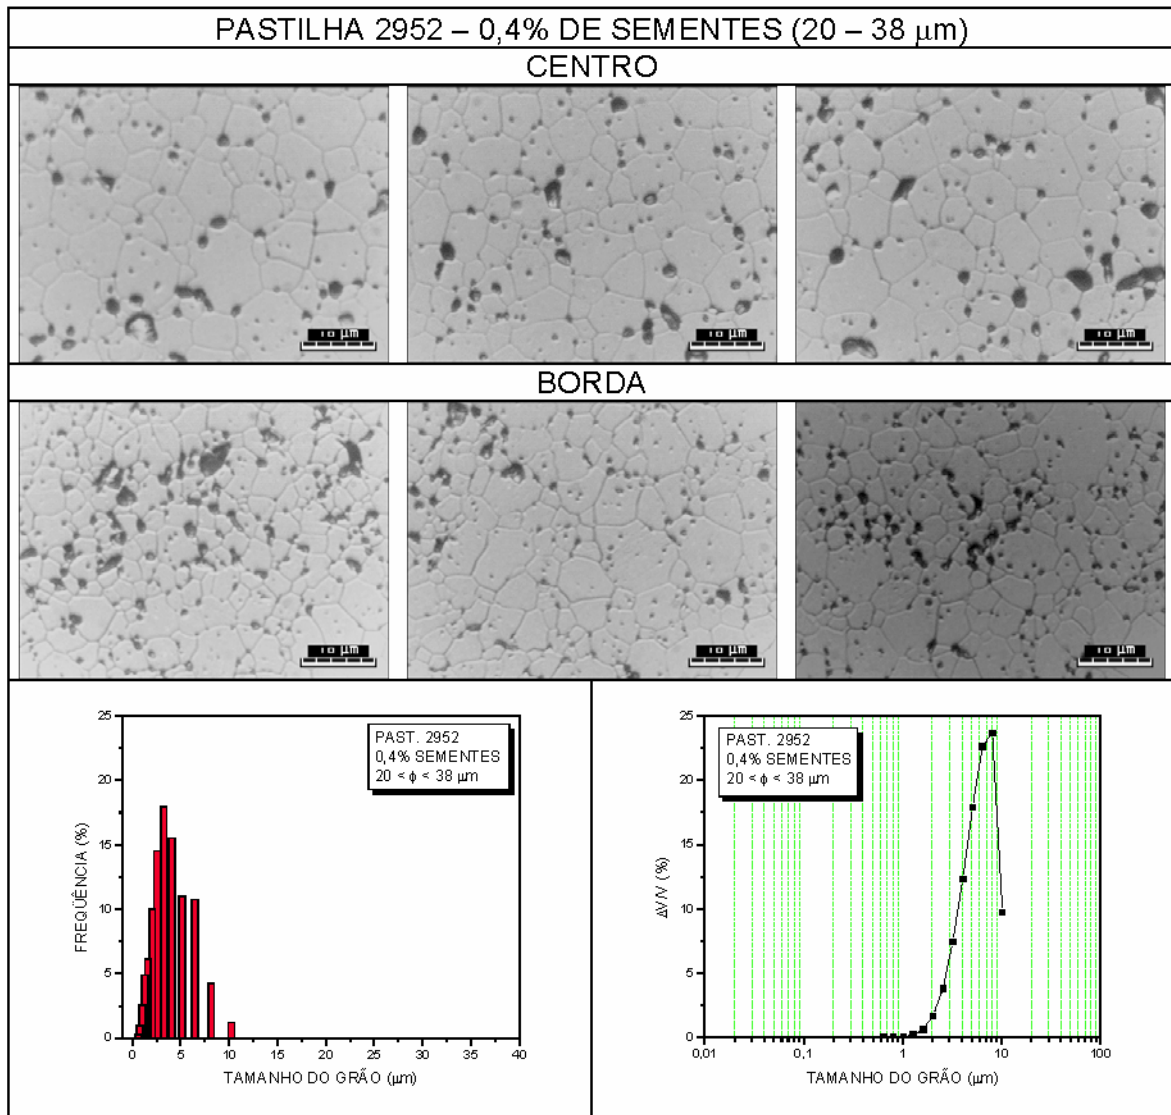 PASTILHA 2952 – 0,4% DE SEMENTES (20 – 38 µm)
CENTRO
10 µm
10 µm
10 µm
BORDA
10 µm
10 µm
10 µm
25
20
15
10
5
0
FREQÜÊNCIA (%)
PAST. 2952
0,4% SEMENTES
20 < ϕ < 38 µm
0 5 10 15 20 25 30 35 40
TAMANHO DO GRÃO (µm)
25
20
15
10
5
0
ΔV/V (%)
PAST. 2952
0,4% SEMENTES
20 < ϕ < 38 µm
0,01 0,1 1 10 100
TAMANHO DO GRÃO (µm)